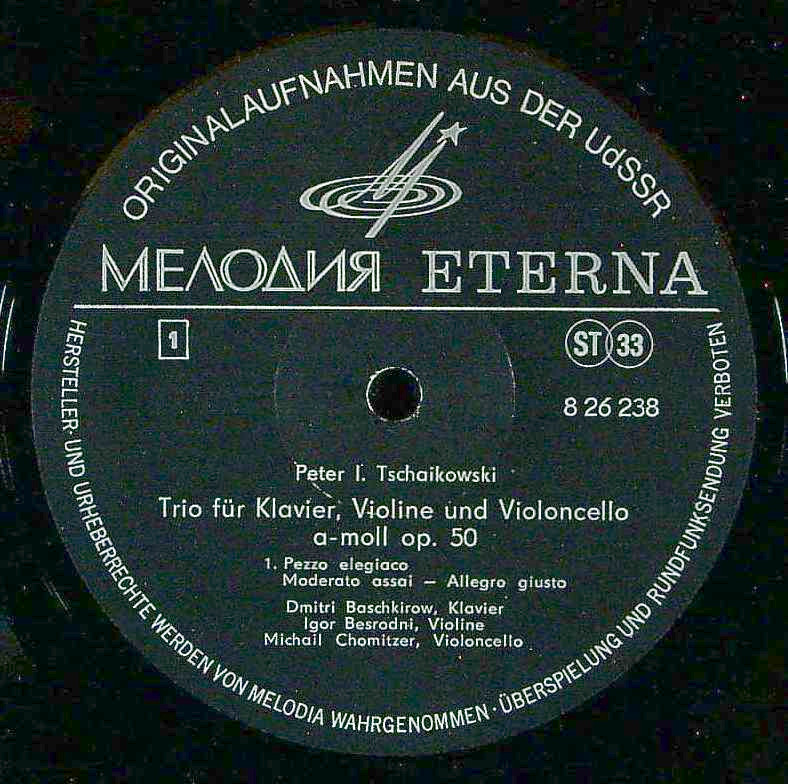 ORIGINALAUFNAHMEN AUS DER UdSSR
МЕЛОДИЯ ETERNA
1
ST 33
8 26 238
Peter I. Tschaikowski
Trio für Klavier, Violine und Violoncello
a-moll op. 50
1. Pezzo elegiaco
Moderato assai – Allegro giusto
Dmitri Baschkirow, Klavier
Igor Besrodni, Violine
Michail Chomitzer, Violoncello
HERSTELLER- UND URHEBERRECHTE WERDEN VON MELODIA WAHRGENOMMEN · ÜBERSPIELUNG UND RUNDFUNKSENDUNG VERBOTEN